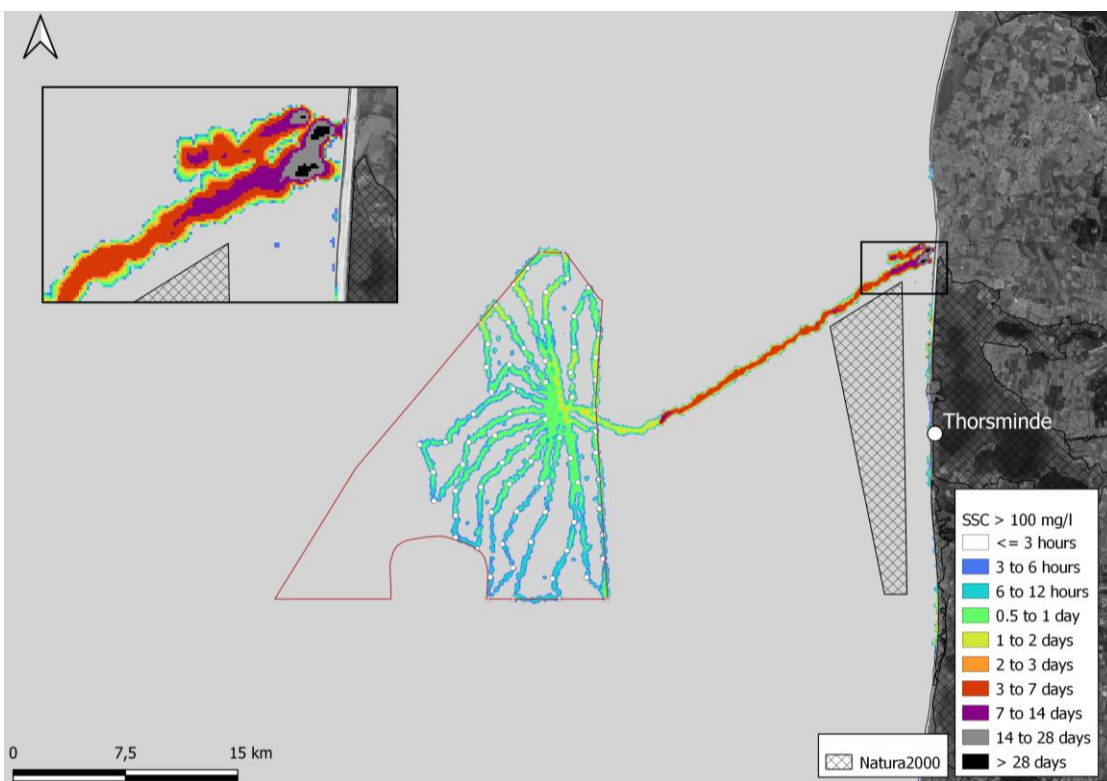 Thorsminde
SSC > 100 mg/l
<= 3 hours
3 to 6 hours
6 to 12 hours
0.5 to 1 day
1 to 2 days
2 to 3 days
3 to 7 days
7 to 14 days
14 to 28 days
> 28 days
Natura2000
0 7,5 15 km